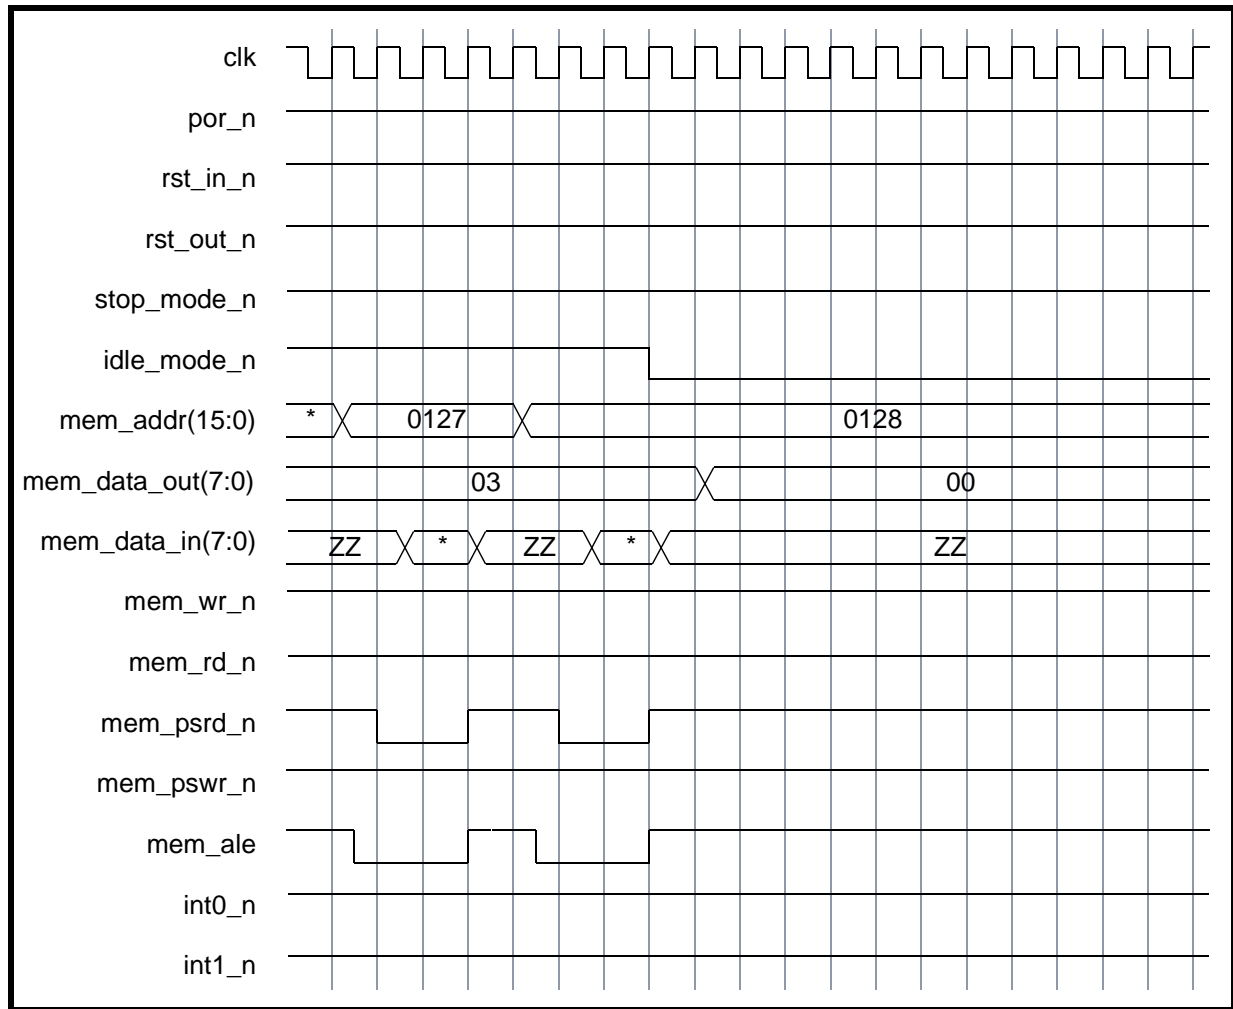 clk
por_n
rst_in_n
rst_out_n
stop_mode_n
idle_mode_n
mem_addr(15:0) * 0127 0128
mem_data_out(7:0) 03 00
mem_data_in(7:0) ZZ * ZZ * ZZ
mem_wr_n
mem_rd_n
mem_psrd_n
mem_pswr_n
mem_ale
int0_n
int1_n